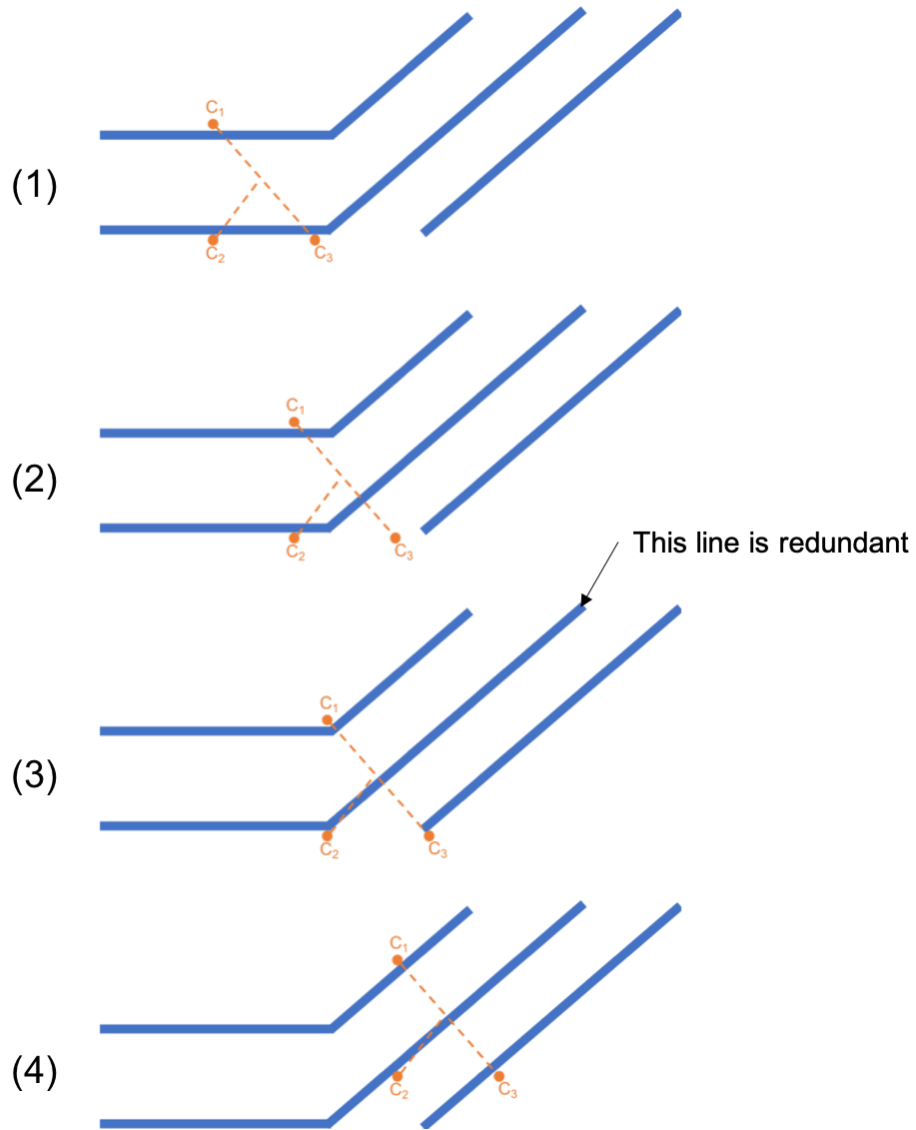 C₁
(1)
C₂ C₃
C₁
(2)
C₂ C₃
This line is redundant
C₁
(3)
C₂ C₃
C₁
(4)
C₂ C₃